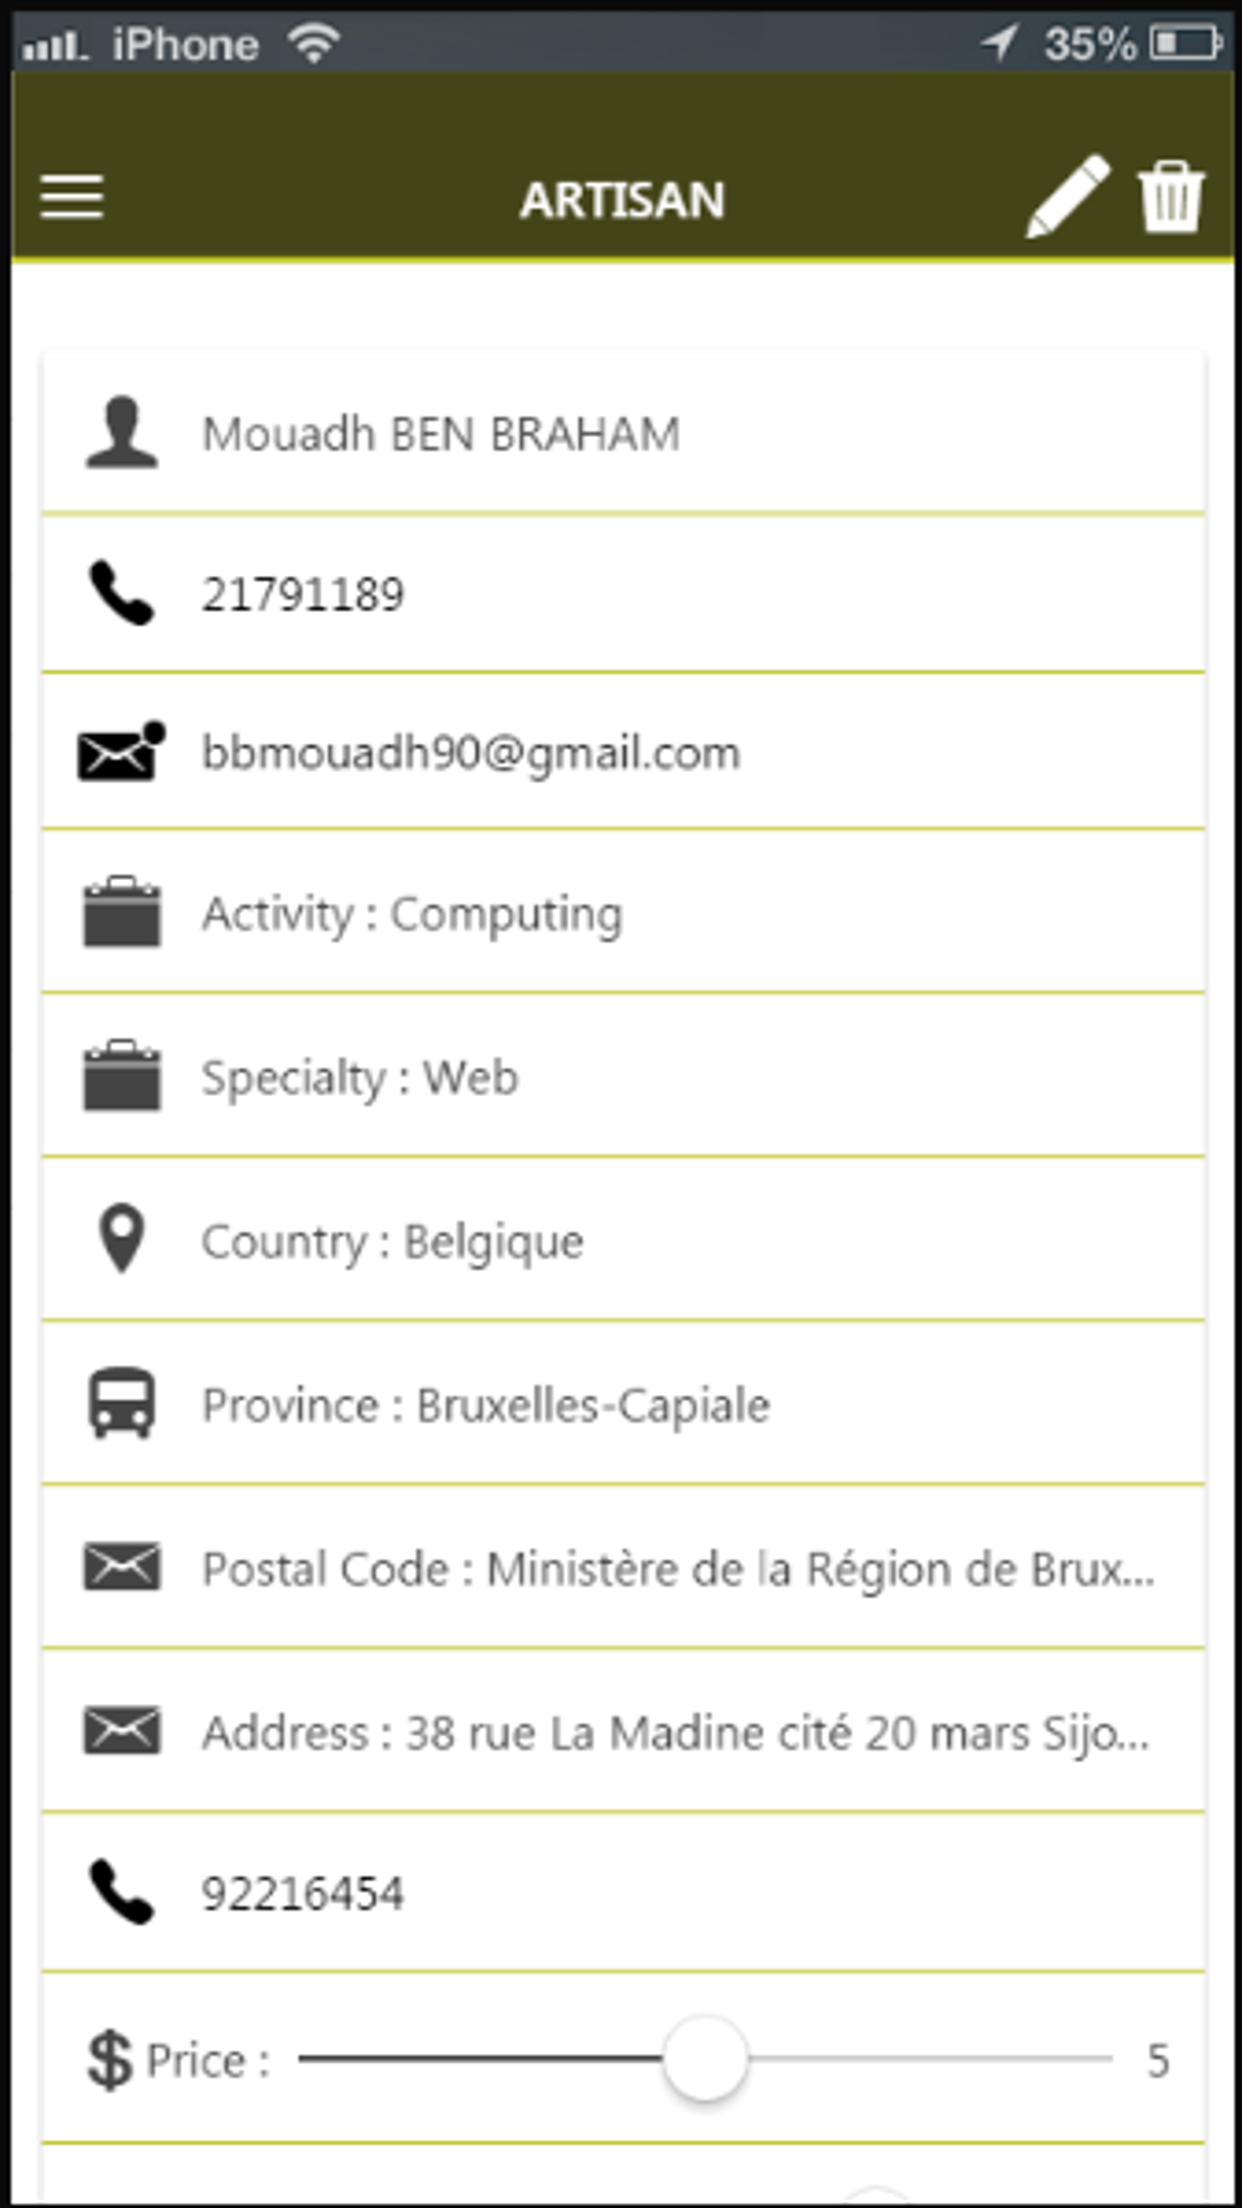 iPhone 35%
ARTISAN
Mouadh BEN BRAHAM
21791189
bbmouadh90@gmail.com
Activity : Computing
Specialty : Web
Country : Belgique
Province : Bruxelles-Capiale
Postal Code : Ministère de la Région de Brux...
Address : 38 rue La Madine cité 20 mars Sijo...
92216454
$ Price : 5